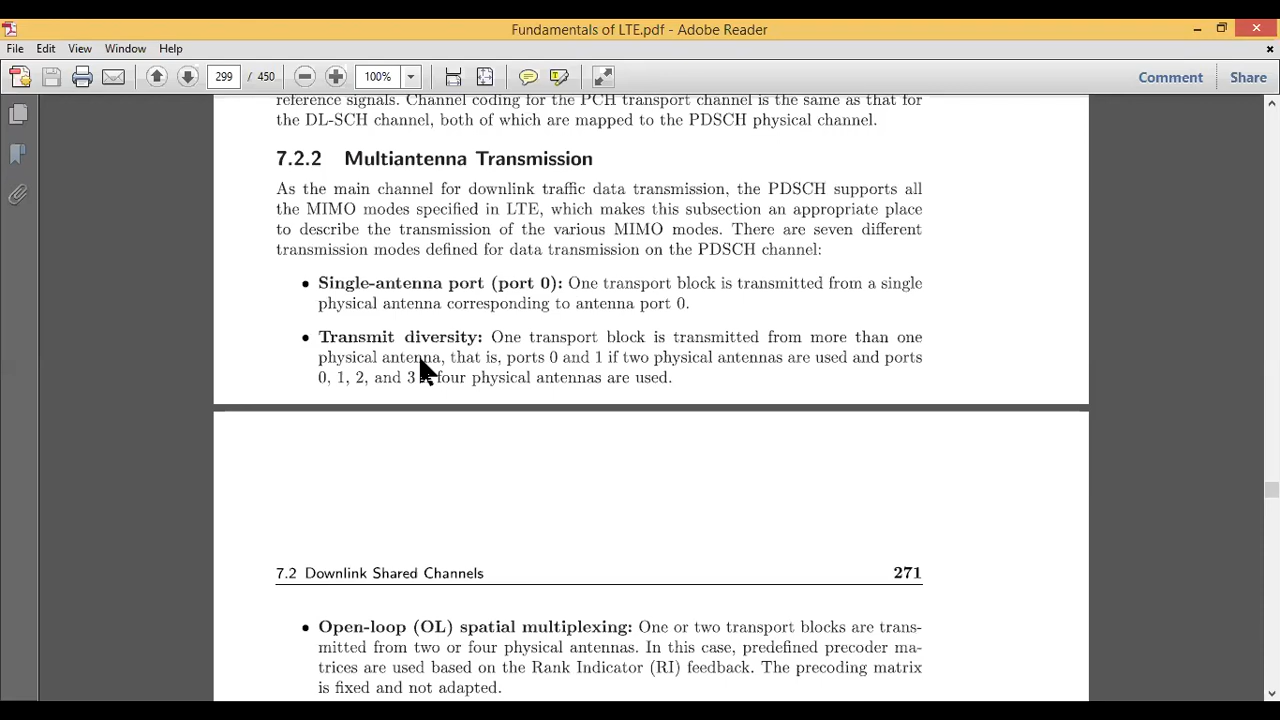 Fundamentals of LTE.pdf - Adobe Reader
File Edit View Window Help
299 / 450 100% Comment Share
reference signals. Channel coding for the PCH transport channel is the same as that for
the DL-SCH channel, both of which are mapped to the PDSCH physical channel.
7.2.2 Multiantenna Transmission
As the main channel for downlink traffic data transmission, the PDSCH supports all
the MIMO modes specified in LTE, which makes this subsection an appropriate place
to describe the transmission of the various MIMO modes. There are seven different
transmission modes defined for data transmission on the PDSCH channel:
• Single-antenna port (port 0): One transport block is transmitted from a single
physical antenna corresponding to antenna port 0.
• Transmit diversity: One transport block is transmitted from more than one
physical antenna, that is, ports 0 and 1 if two physical antennas are used and ports
0, 1, 2, and 3 four physical antennas are used.
7.2 Downlink Shared Channels 271
• Open-loop (OL) spatial multiplexing: One or two transport blocks are trans-
mitted from two or four physical antennas. In this case, predefined precoder ma-
trices are used based on the Rank Indicator (RI) feedback. The precoding matrix
is fixed and not adapted.